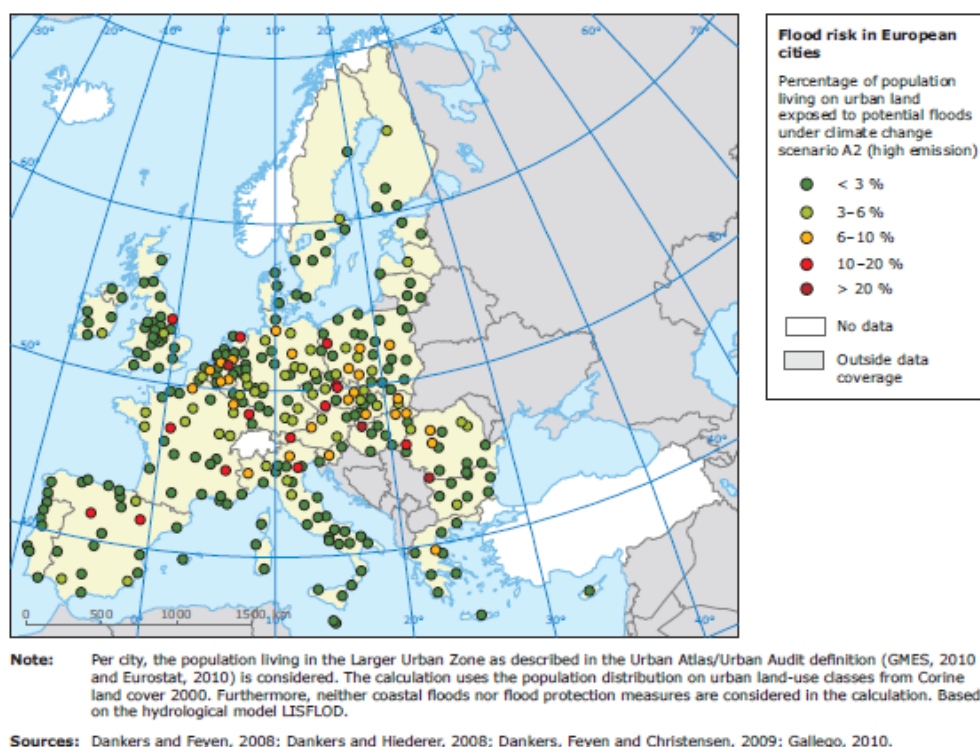 30°
20°
10°
0°
10°
20°
30°
40°
50°
60°
70°
60°
50°
50°
40°
40°
0 500 1000 1500 km
10°
20°
30°
40°
Flood risk in European
cities
Percentage of population
living on urban land
exposed to potential floods
under climate change
scenario A2 (high emission)
< 3 %
3–6 %
6–10 %
10–20 %
> 20 %
No data
Outside data
coverage
Note: Per city, the population living in the Larger Urban Zone as described in the Urban Atlas/Urban Audit definition (GMES, 2010
and Eurostat, 2010) is considered. The calculation uses the population distribution on urban land-use classes from Corine
land cover 2000. Furthermore, neither coastal floods nor flood protection measures are considered in the calculation. Based
on the hydrological model LISFLOD.
Sources: Dankers and Feyen, 2008; Dankers and Hiederer, 2008; Dankers, Feyen and Christensen, 2009; Gallego, 2010.